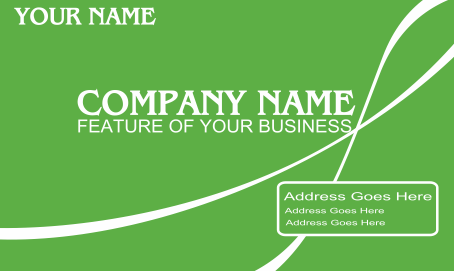 YOUR NAME
COMPANY NAME
FEATURE OF YOUR BUSINESS
Address Goes Here
Address Goes Here
Address Goes Here